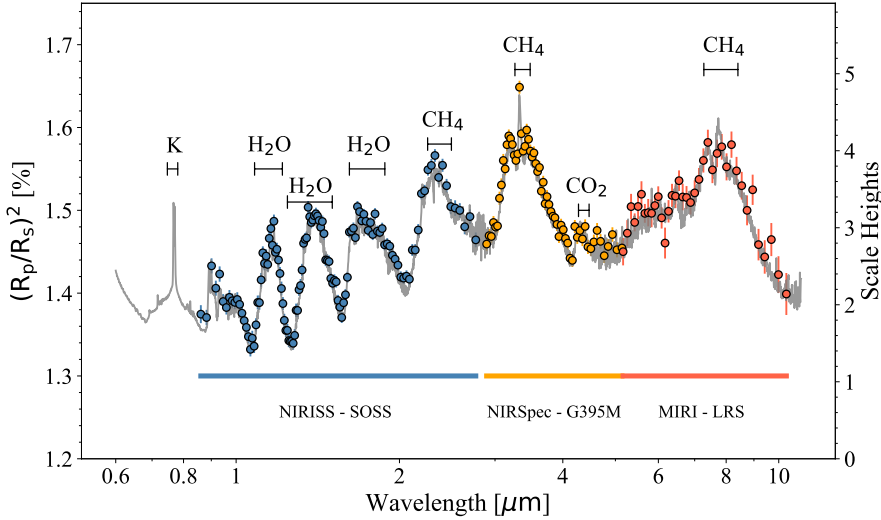 1.7
1.6
1.5
1.4
1.3
1.2
(Rp/Rs)² [%]
K
H₂O
H₂O
H₂O
CH₄
CH₄
CO₂
CH₄
NIRISS - SOSS
NIRSpec - G395M
MIRI - LRS
5
4
3
2
1
0
Scale Heights
0.6 0.8 1 2 4 6 8 10
Wavelength [μm]